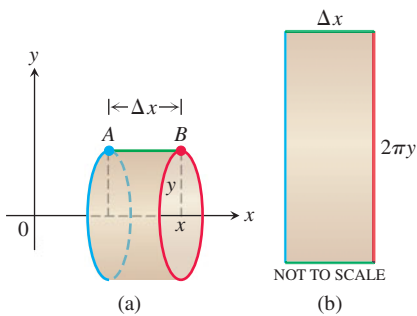 y
Δx
A B
y
0 x x
(a)
Δx
2πy
NOT TO SCALE
(b)